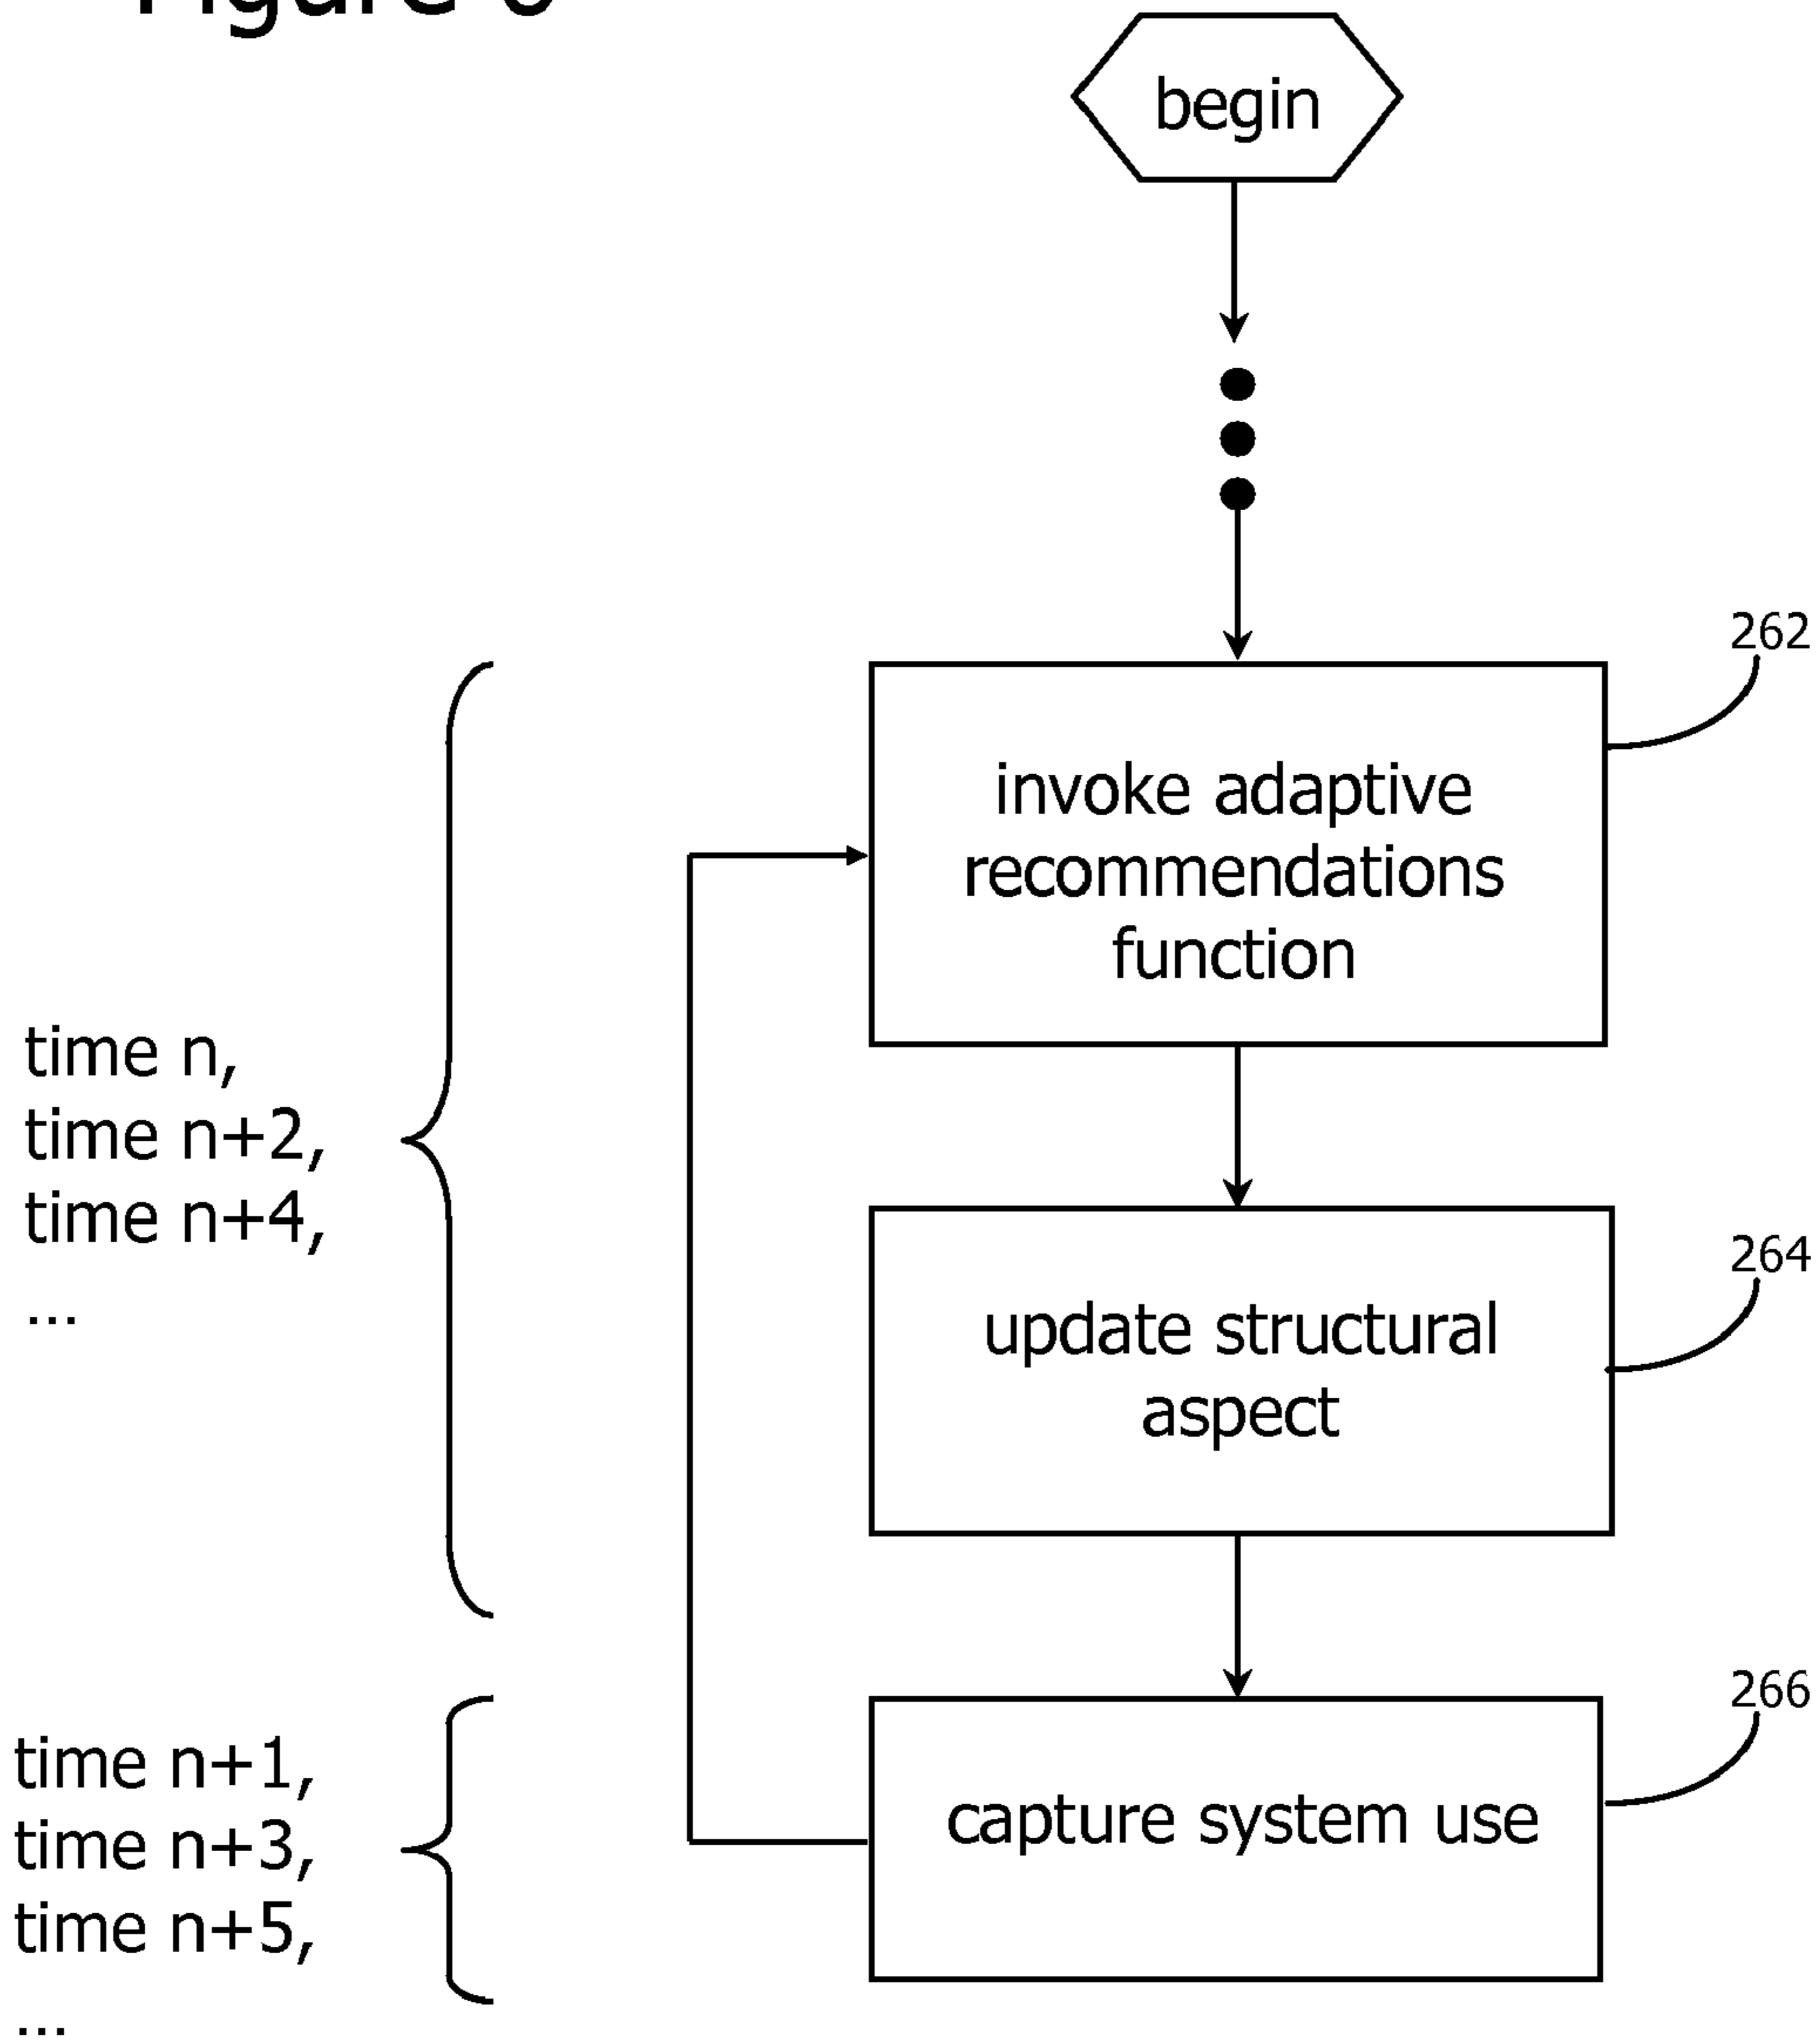 Figure
begin
262
invoke adaptive
recommendations
function
time n,
time n+2,
time n+4,
...
264
update structural
aspect
266
capture system use
time n+1,
time n+3,
time n+5,
...